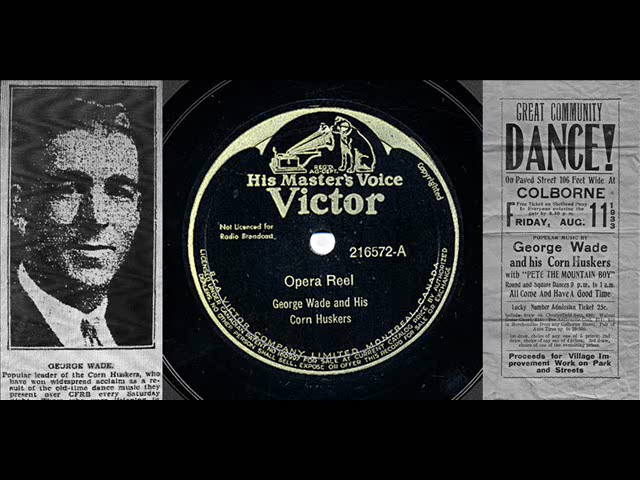 GEORGE WADE.
Popular leader of the Corn Huskers, who
have won widespread acclaim as a re-
sult of the old-time dance music they
present over CFRB every Saturday
REG'D
His Master's Voice
Victor
Copyrighted
Not Licensed for
Radio Broadcast.
216572-A
Opera Reel
George Wade and His
Corn Huskers
VICTOR COMPANY LIMITED MONTREAL CANADA
GREAT COMMUNITY
DANCE!
On Paved Street 106 Feet Wide, At
COLBORNE
FRIDAY, AUG. 11 1933
POPULAR MUSIC BY
George Wade
and his Corn Huskers
with "PETE THE MOUNTAIN BOY"
Round and Square Dances 9 p.m. to 1 a.m.
All Come And Have A Good Time
Lucky Number Admission Ticket 25c.
Proceeds for Village Im-
provement Work on Park
and Streets